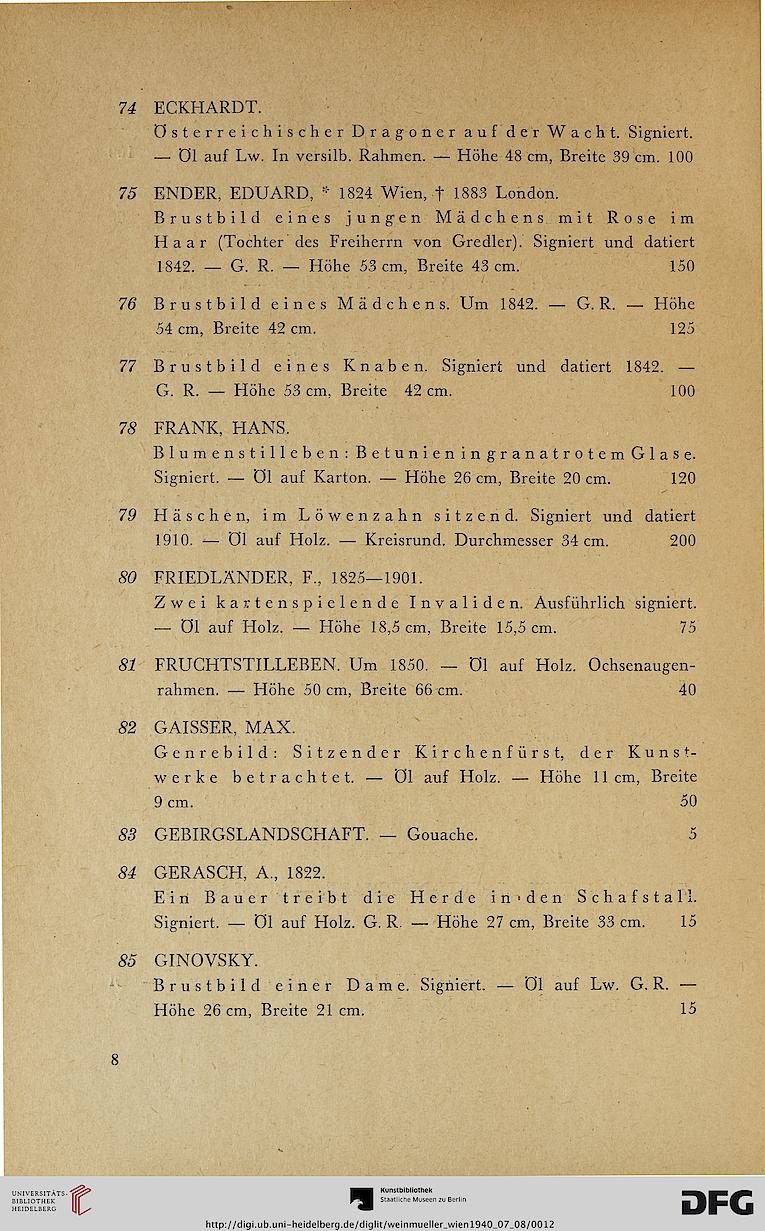 74 ECKHARDT.
Österreichischer Dragoner auf der Wacht. Signiert.
— Öl auf Lw. In versilb. Rahmen. — Höhe 48 cm, Breite 39 cm. 100
75 ENDER, EDUARD, * 1824 Wien, † 1883 London.
Brustbild eines jungen Mädchens mit Rose im
Haar (Tochter des Freiherrn von Gredler). Signiert und datiert
1842. — G. R. — Höhe 53 cm, Breite 43 cm. 150
76 Brustbild eines Mädchens. Um 1842. — G. R. — Höhe
54 cm, Breite 42 cm. 125
77 Brustbild eines Knaben. Signiert und datiert 1842. —
G. R. — Höhe 53 cm, Breite 42 cm. 100
78 FRANK, HANS.
Blumenstilleben: Betunien in granatrotem Glase.
Signiert. — Öl auf Karton. — Höhe 26 cm, Breite 20 cm. 120
79 Häschen, im Löwenzahn sitzend. Signiert und datiert
1910. — Öl auf Holz. — Kreisrund. Durchmesser 34 cm. 200
80 FRIEDLÄNDER, F., 1825—1901.
Zwei kartenspielende Invaliden. Ausführlich signiert.
— Öl auf Holz. — Höhe 18,5 cm, Breite 15,5 cm. 75
81 FRUCHTSTILLEBEN. Um 1850. — Öl auf Holz. Ochsenaugen-
rahmen. — Höhe 50 cm, Breite 66 cm. 40
82 GAISSER, MAX.
Genrebild: Sitzender Kirchenfürst, der Kunst-
werke betrachtet. — Öl auf Holz. — Höhe 11 cm, Breite
9 cm. 50
83 GEBIRGSLANDSCHAFT. — Gouache. 5
84 GERASCH, A., 1822.
Ein Bauer treibt die Herde in den Schafstall.
Signiert. — Öl auf Holz. G. R. — Höhe 27 cm, Breite 33 cm. 15
85 GINOVSKY.
Brustbild einer Dame. Signiert. — Öl auf Lw. G. R. —
Höhe 26 cm, Breite 21 cm. 15
8
UNIVERSITÄTS-
BIBLIOTHEK
HEIDELBERG
Kunstbibliothek
Staatliche Museen zu Berlin
DFG
http://digi.ub.uni-heidelberg.de/diglit/weinmueller_wien1940_07_08/0012